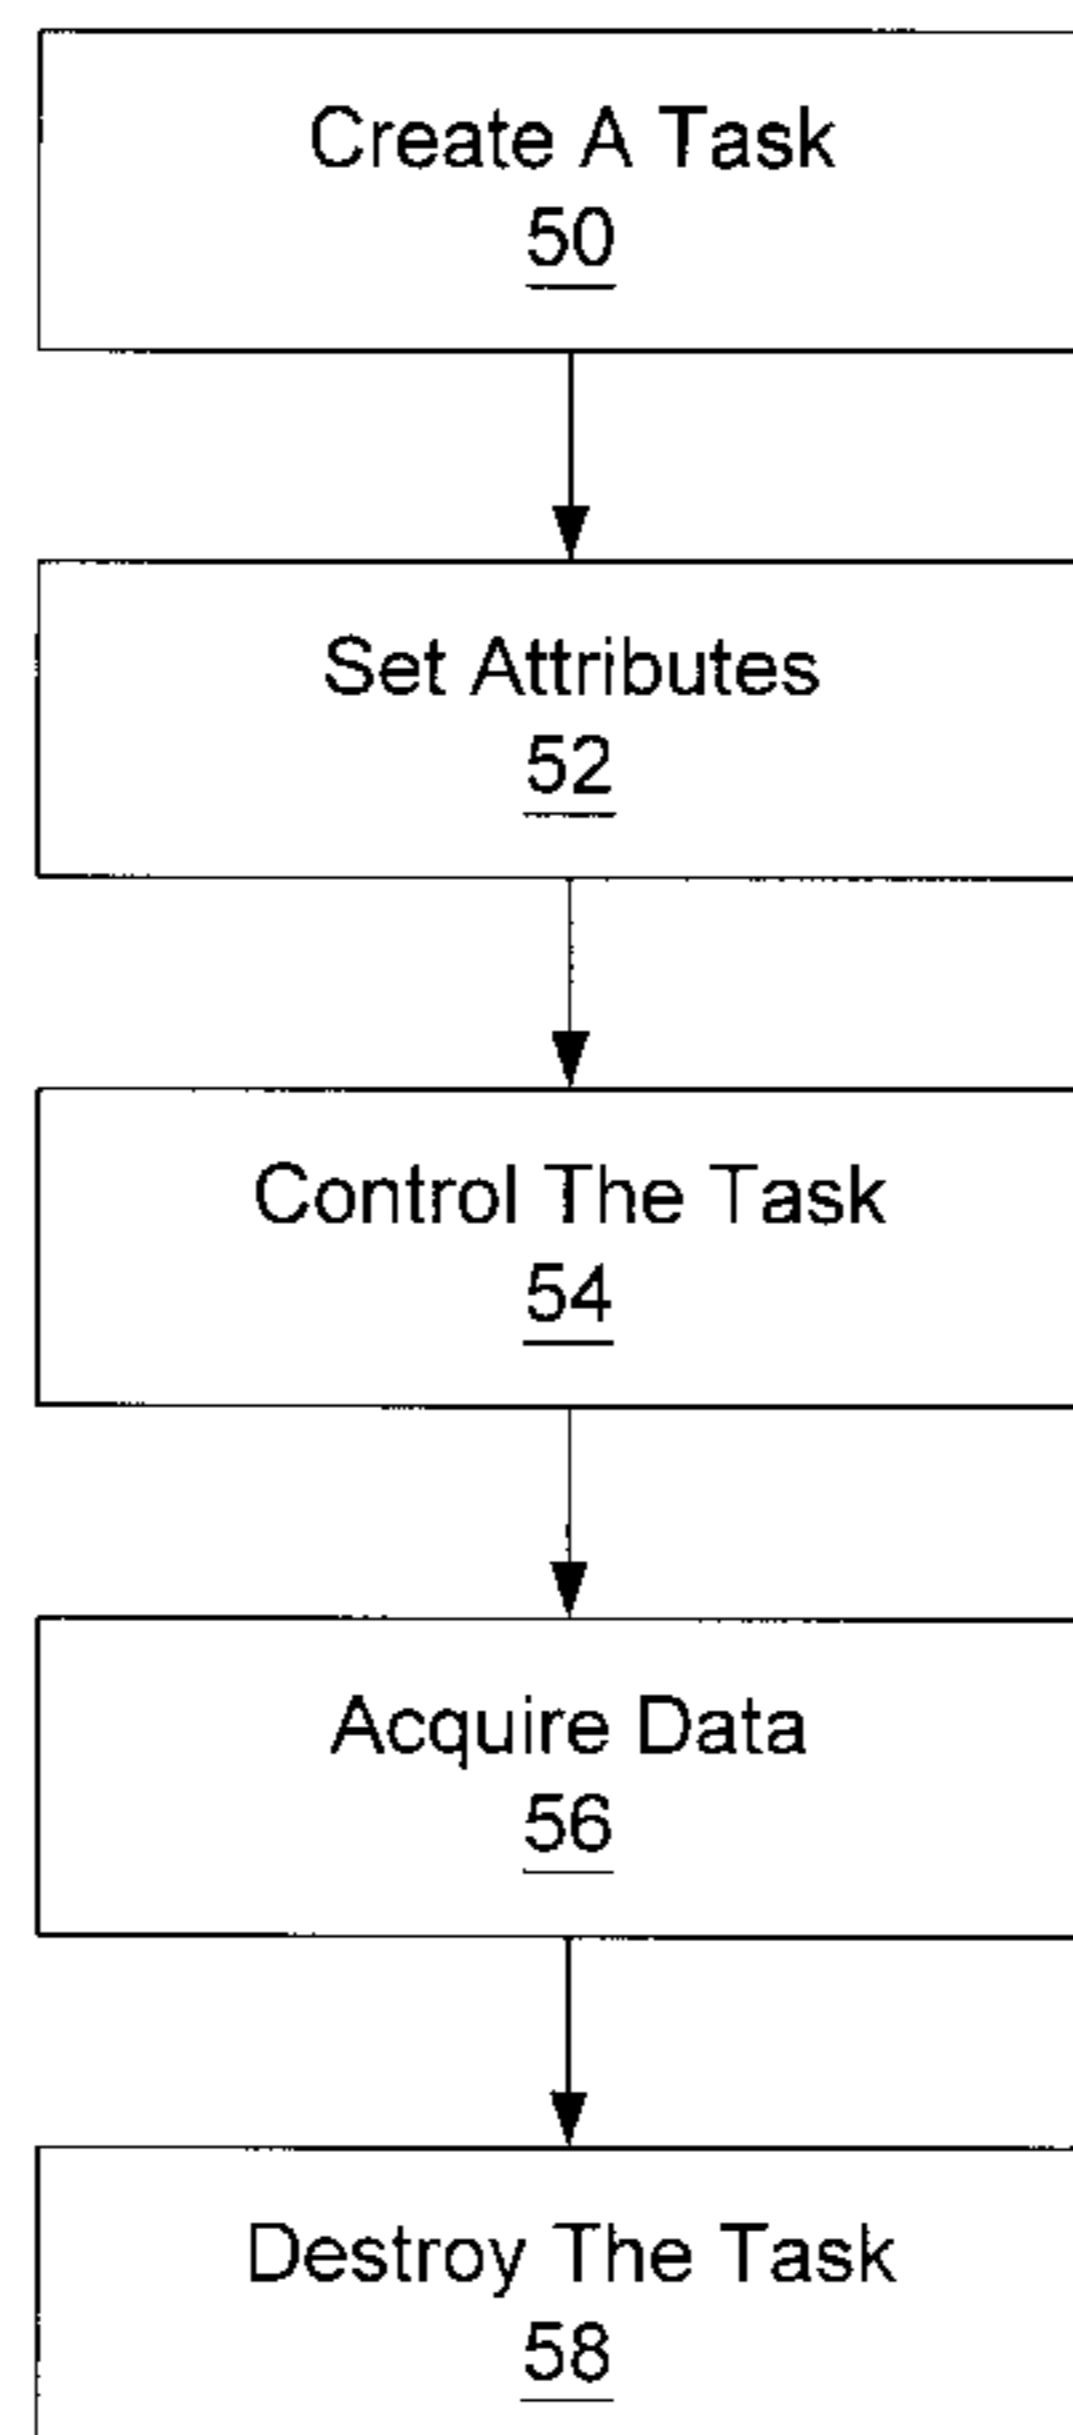 Create A Task
50
Set Attributes
52
Control The Task
54
Acquire Data
56
Destroy The Task
58